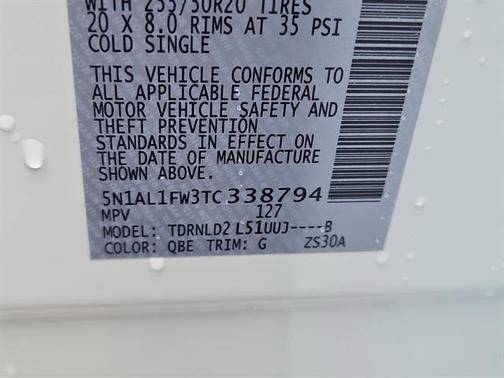 WITH 255/50R20 TIRES
20 X 8.0 RIMS AT 35 PSI
COLD SINGLE
THIS VEHICLE CONFORMS TO
ALL APPLICABLE FEDERAL
MOTOR VEHICLE SAFETY AND
THEFT PREVENTION
STANDARDS IN EFFECT ON
THE DATE OF MANUFACTURE
SHOWN ABOVE.
5N1AL1FW3TC338794
MPV 127
MODEL: TDRNLD2 L51UUJ----B
COLOR: QBE TRIM: G ZS30A